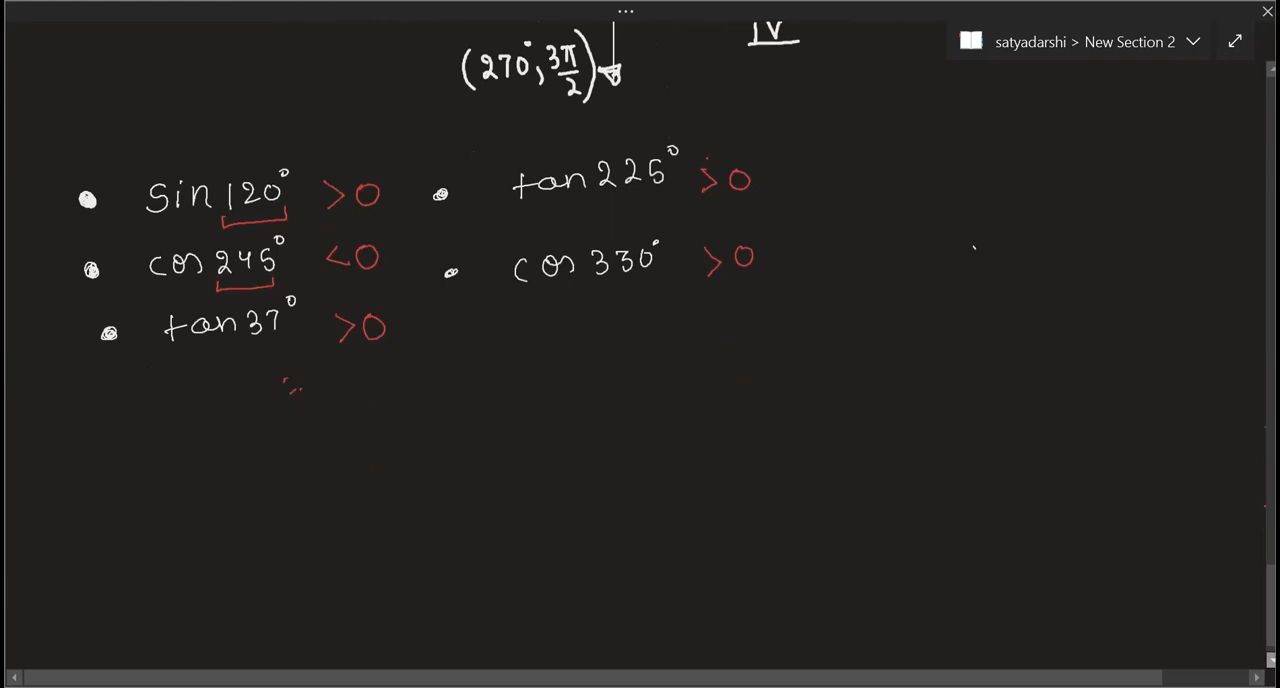 ...
satyadarshi > New Section 2
IV
(270°, 3π/2)
• sin 120° > 0
• tan 225° > 0
• cos 245° < 0
• cos 330° > 0
• tan 37° > 0